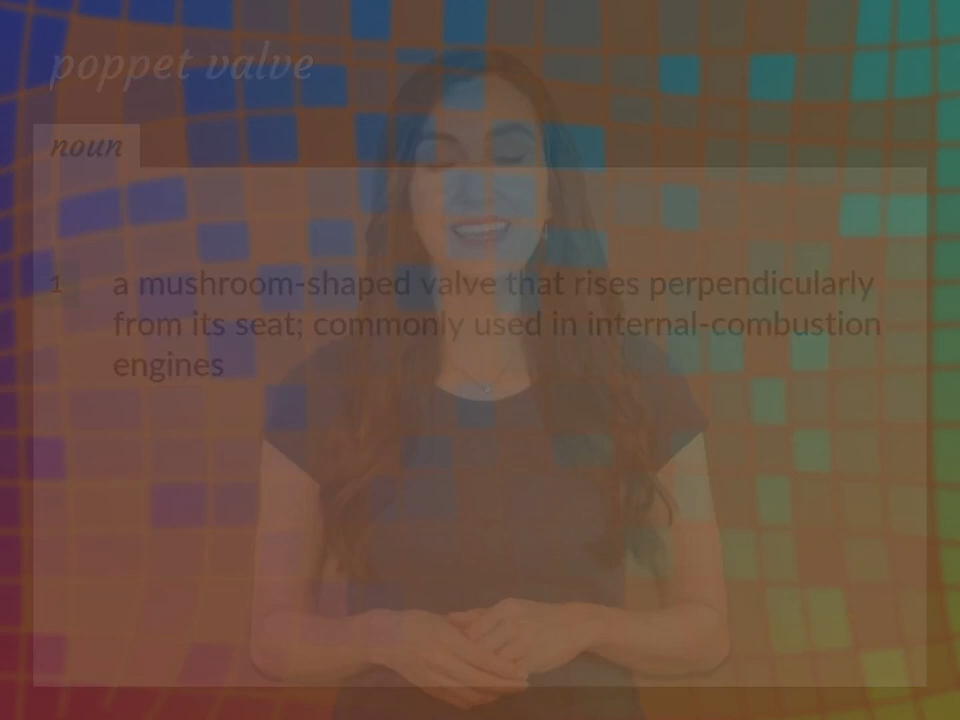 poppet valve
noun
1 a mushroom-shaped valve that rises perpendicularly
from its seat; commonly used in internal-combustion
engines